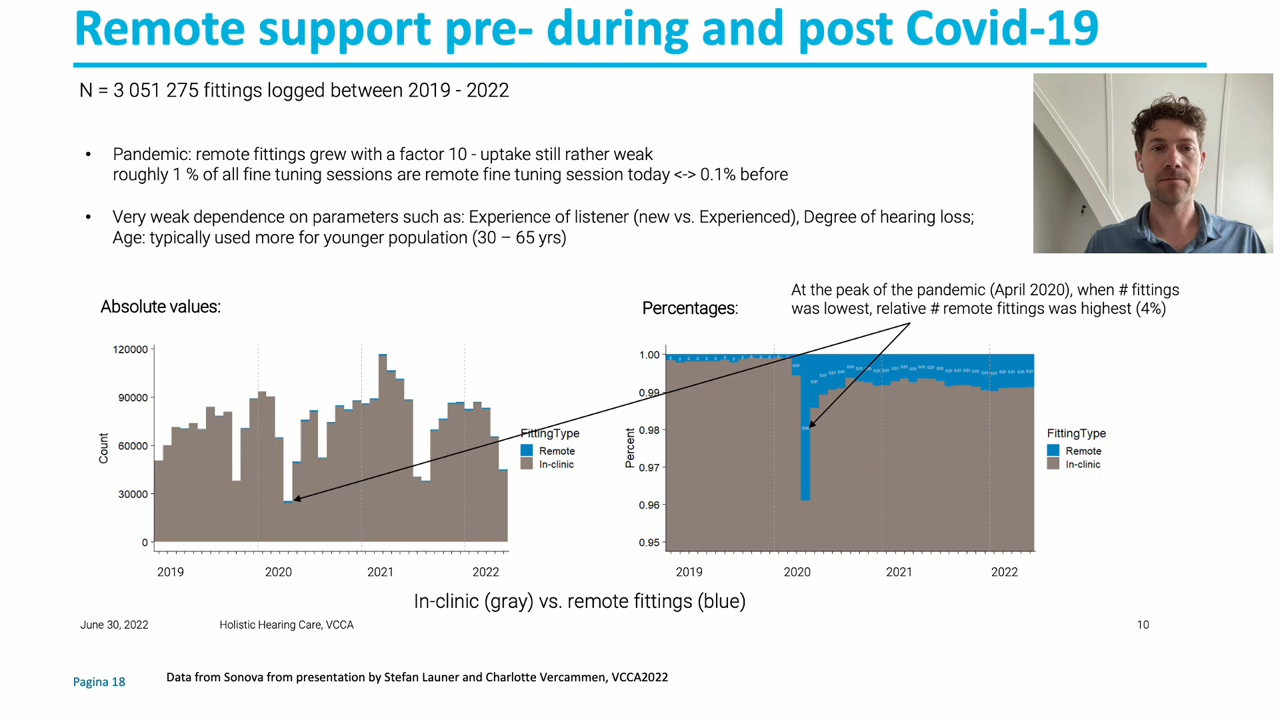 Remote support pre- during and post Covid-19
N = 3 051 275 fittings logged between 2019 - 2022
• Pandemic: remote fittings grew with a factor 10 - uptake still rather weak
roughly 1 % of all fine tuning sessions are remote fine tuning session today <-> 0.1% before
• Very weak dependence on parameters such as: Experience of listener (new vs. Experienced), Degree of hearing loss;
Age: typically used more for younger population (30 – 65 yrs)
At the peak of the pandemic (April 2020), when # fittings
was lowest, relative # remote fittings was highest (4%)
Absolute values:
120000
90000
60000
30000
0
Count
2019
2020
2021
2022
FittingType
Remote
In-clinic
Percentages:
1.00
0.99
0.98
0.97
0.96
0.95
Percent
2019
2020
2021
2022
FittingType
Remote
In-clinic
In-clinic (gray) vs. remote fittings (blue)
June 30, 2022
Holistic Hearing Care, VCCA
10
Pagina 18
Data from Sonova from presentation by Stefan Launer and Charlotte Vercammen, VCCA2022